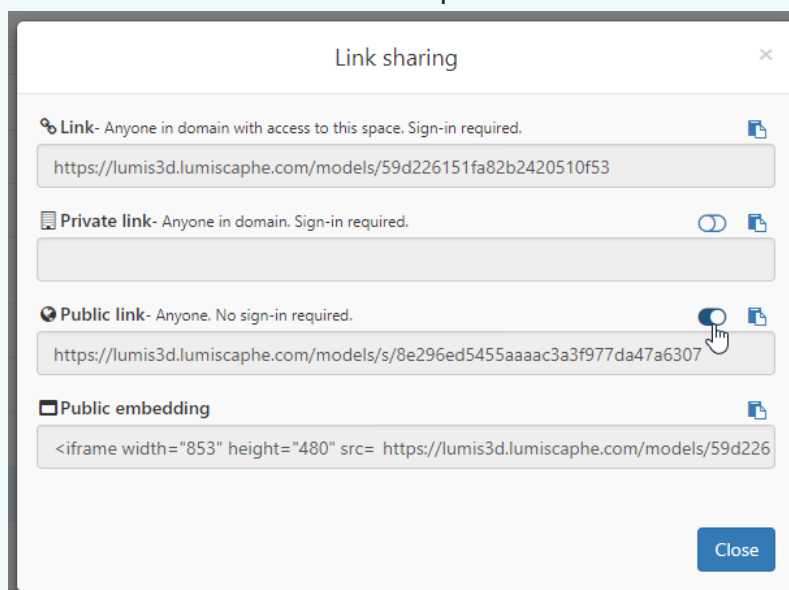 Link sharing
×
Link- Anyone in domain with access to this space. Sign-in required.
https://lumis3d.lumiscaphe.com/models/59d226151fa82b2420510f53
Private link- Anyone in domain. Sign-in required.
Public link- Anyone. No sign-in required.
https://lumis3d.lumiscaphe.com/models/s/8e296ed5455aaaac3a3f977da47a6307
Public embedding
<iframe width="853" height="480" src= https://lumis3d.lumiscaphe.com/models/59d226
Close